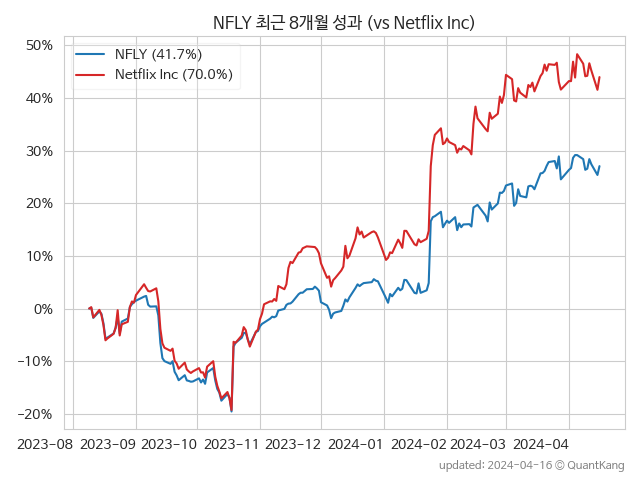 NFLY 최근 8개월 성과 (vs Netflix Inc)
NFLY (41.7%)
Netflix Inc (70.0%)
50%
40%
30%
20%
10%
0%
−10%
−20%
2023-08 2023-09 2023-10 2023-11 2023-12 2024-01 2024-02 2024-03 2024-04
updated: 2024-04-16 © QuantKang